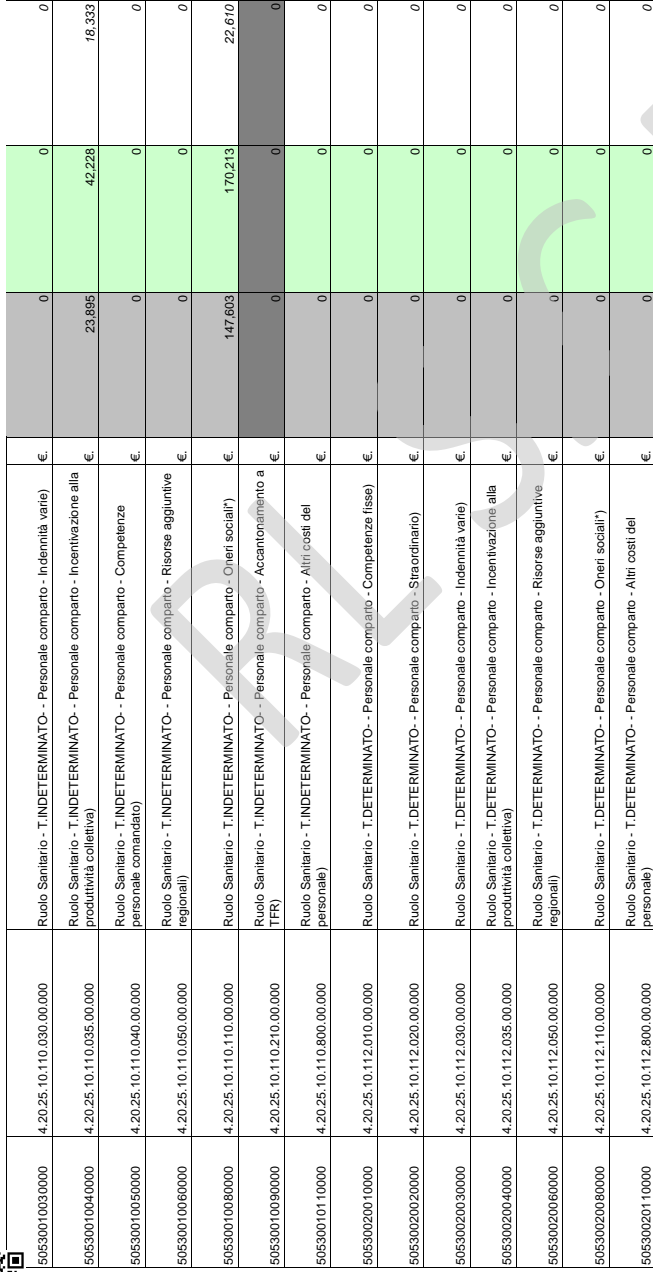 50530010030000 4.20.25.10.110.030.00.000 Ruolo Sanitario - T.INDETERMINATO- - Personale comparto - Indennità varie) €. 0 0 0
50530010040000 4.20.25.10.110.035.00.000 Ruolo Sanitario - T.INDETERMINATO- - Personale comparto - Incentivazione alla €. 23,895 42,228 18,333
produttività collettiva)
50530010050000 4.20.25.10.110.040.00.000 Ruolo Sanitario - T.INDETERMINATO- - Personale comparto - Competenze €. 0 0 0
personale comandato)
50530010060000 4.20.25.10.110.050.00.000 Ruolo Sanitario - T.INDETERMINATO- - Personale comparto - Risorse aggiuntive €. 0 0 0
regionali)
50530010080000 4.20.25.10.110.110.00.000 Ruolo Sanitario - T.INDETERMINATO- - Personale comparto - Oneri sociali*) €. 147,603 170,213 22,610
50530010090000 4.20.25.10.110.210.00.000 Ruolo Sanitario - T.INDETERMINATO- - Personale comparto - Accantonamento a €. 0 0 0
TFR)
50530010110000 4.20.25.10.110.800.00.000 Ruolo Sanitario - T.INDETERMINATO- - Personale comparto - Altri costi del €. 0 0 0
personale)
50530020010000 4.20.25.10.112.010.00.000 Ruolo Sanitario - T.DETERMINATO- - Personale comparto - Competenze fisse) €. 0 0 0
50530020020000 4.20.25.10.112.020.00.000 Ruolo Sanitario - T.DETERMINATO- - Personale comparto - Straordinario) €. 0 0 0
50530020030000 4.20.25.10.112.030.00.000 Ruolo Sanitario - T.DETERMINATO- - Personale comparto - Indennità varie) €. 0 0 0
50530020040000 4.20.25.10.112.035.00.000 Ruolo Sanitario - T.DETERMINATO- - Personale comparto - Incentivazione alla €. 0 0 0
produttività collettiva)
50530020060000 4.20.25.10.112.050.00.000 Ruolo Sanitario - T.DETERMINATO- - Personale comparto - Risorse aggiuntive €. 0 0 0
regionali)
50530020080000 4.20.25.10.112.110.00.000 Ruolo Sanitario - T.DETERMINATO- - Personale comparto - Oneri sociali*) €. 0 0 0
50530020110000 4.20.25.10.112.800.00.000 Ruolo Sanitario - T.DETERMINATO- - Personale comparto - Altri costi del €. 0 0 0
personale)